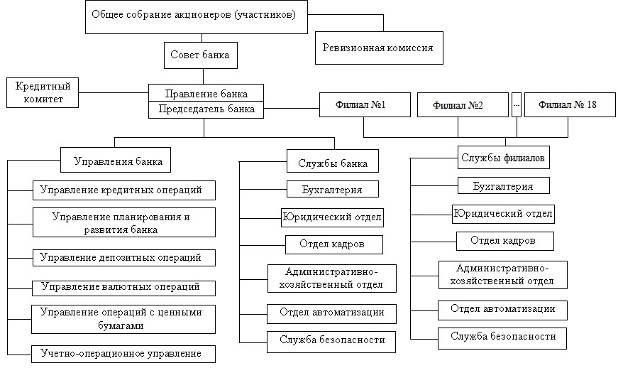 Общее собрание акционеров (участников)
Ревизионная комиссия
Совет банка
Кредитный
комитет
Правление банка
Председатель банка
Филиал №1
Филиал №2
...
Филиал № 18
Управления банка
Управление кредитных операций
Управление планирования и
развития банка
Управление депозитных операций
Управление валютных операций
Управление операций с ценными
бумагами
Учетно-операционное управление
Службы банка
Бухгалтерия
Юридический отдел
Отдел кадров
Административно-
хозяйственный отдел
Отдел автоматизации
Служба безопасности
Службы филиалов
Бухгалтерия
Юридический отдел
Отдел кадров
Административно-
хозяйственный отдел
Отдел автоматизации
Служба безопасности